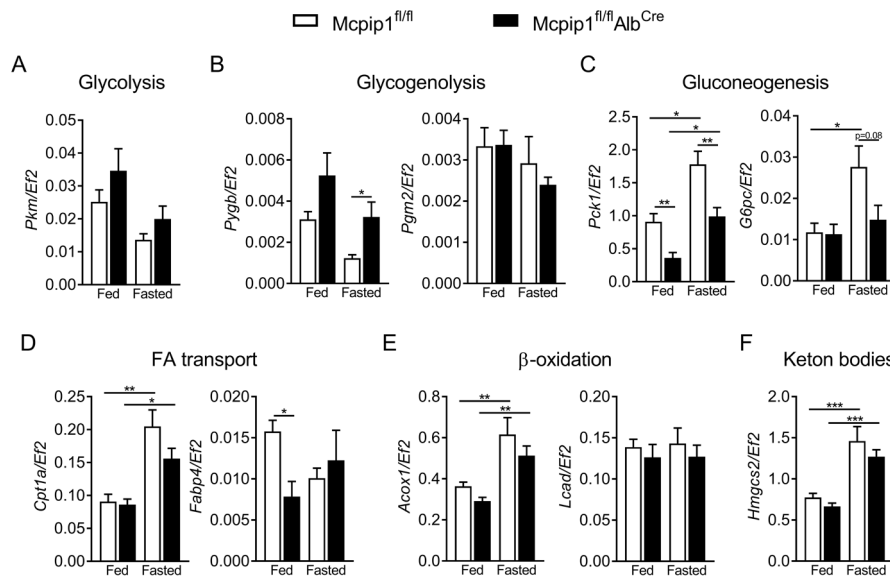 Mcpip1fl/fl
Mcpip1fl/flAlbCre
A
Glycolysis
Pkm/Ef2
0.05
0.04
0.03
0.02
0.01
0.00
Fed Fasted
B
Glycogenolysis
Pygb/Ef2
0.008
0.006
0.004
0.002
0.000
*
Fed Fasted
Pgm2/Ef2
0.004
0.003
0.002
0.001
0.000
Fed Fasted
C
Gluconeogenesis
Pck1/Ef2
2.5
2.0
1.5
1.0
0.5
0.0
*
*
**
**
Fed Fasted
G6pc/Ef2
0.04
0.03
0.02
0.01
0.00
*
p=0.08
Fed Fasted
D
FA transport
Cpt1a/Ef2
0.25
0.20
0.15
0.10
0.05
0.00
**
*
Fed Fasted
Fabp4/Ef2
0.020
0.015
0.010
0.005
0.000
*
Fed Fasted
E
β-oxidation
Acox1/Ef2
0.8
0.6
0.4
0.2
0.0
**
**
Fed Fasted
Lcad/Ef2
0.20
0.15
0.10
0.05
0.00
Fed Fasted
F
Keton bodies
Hmgcs2/Ef2
2.0
1.5
1.0
0.5
0.0
***
***
Fed Fasted